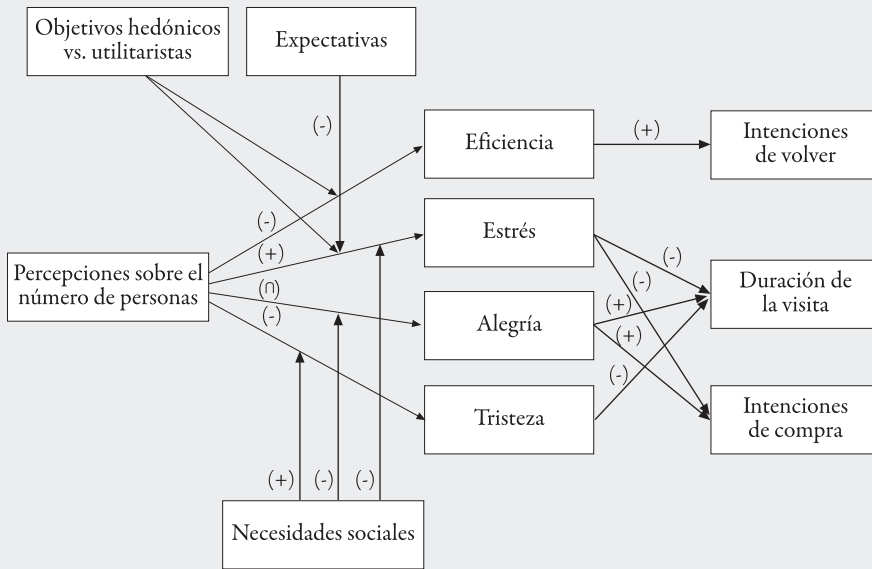 Objetivos hedónicos
vs. utilitaristas
Expectativas
(-)
Eficiencia
(+)
Intenciones
de volver
(-)
(+)
(∩)
(-)
Percepciones sobre el
número de personas
Estrés
(-)
(-)
Duración de
la visita
Alegría
(+)
(+)
(-)
Tristeza
Intenciones
de compra
(+)
(-)
(-)
Necesidades sociales